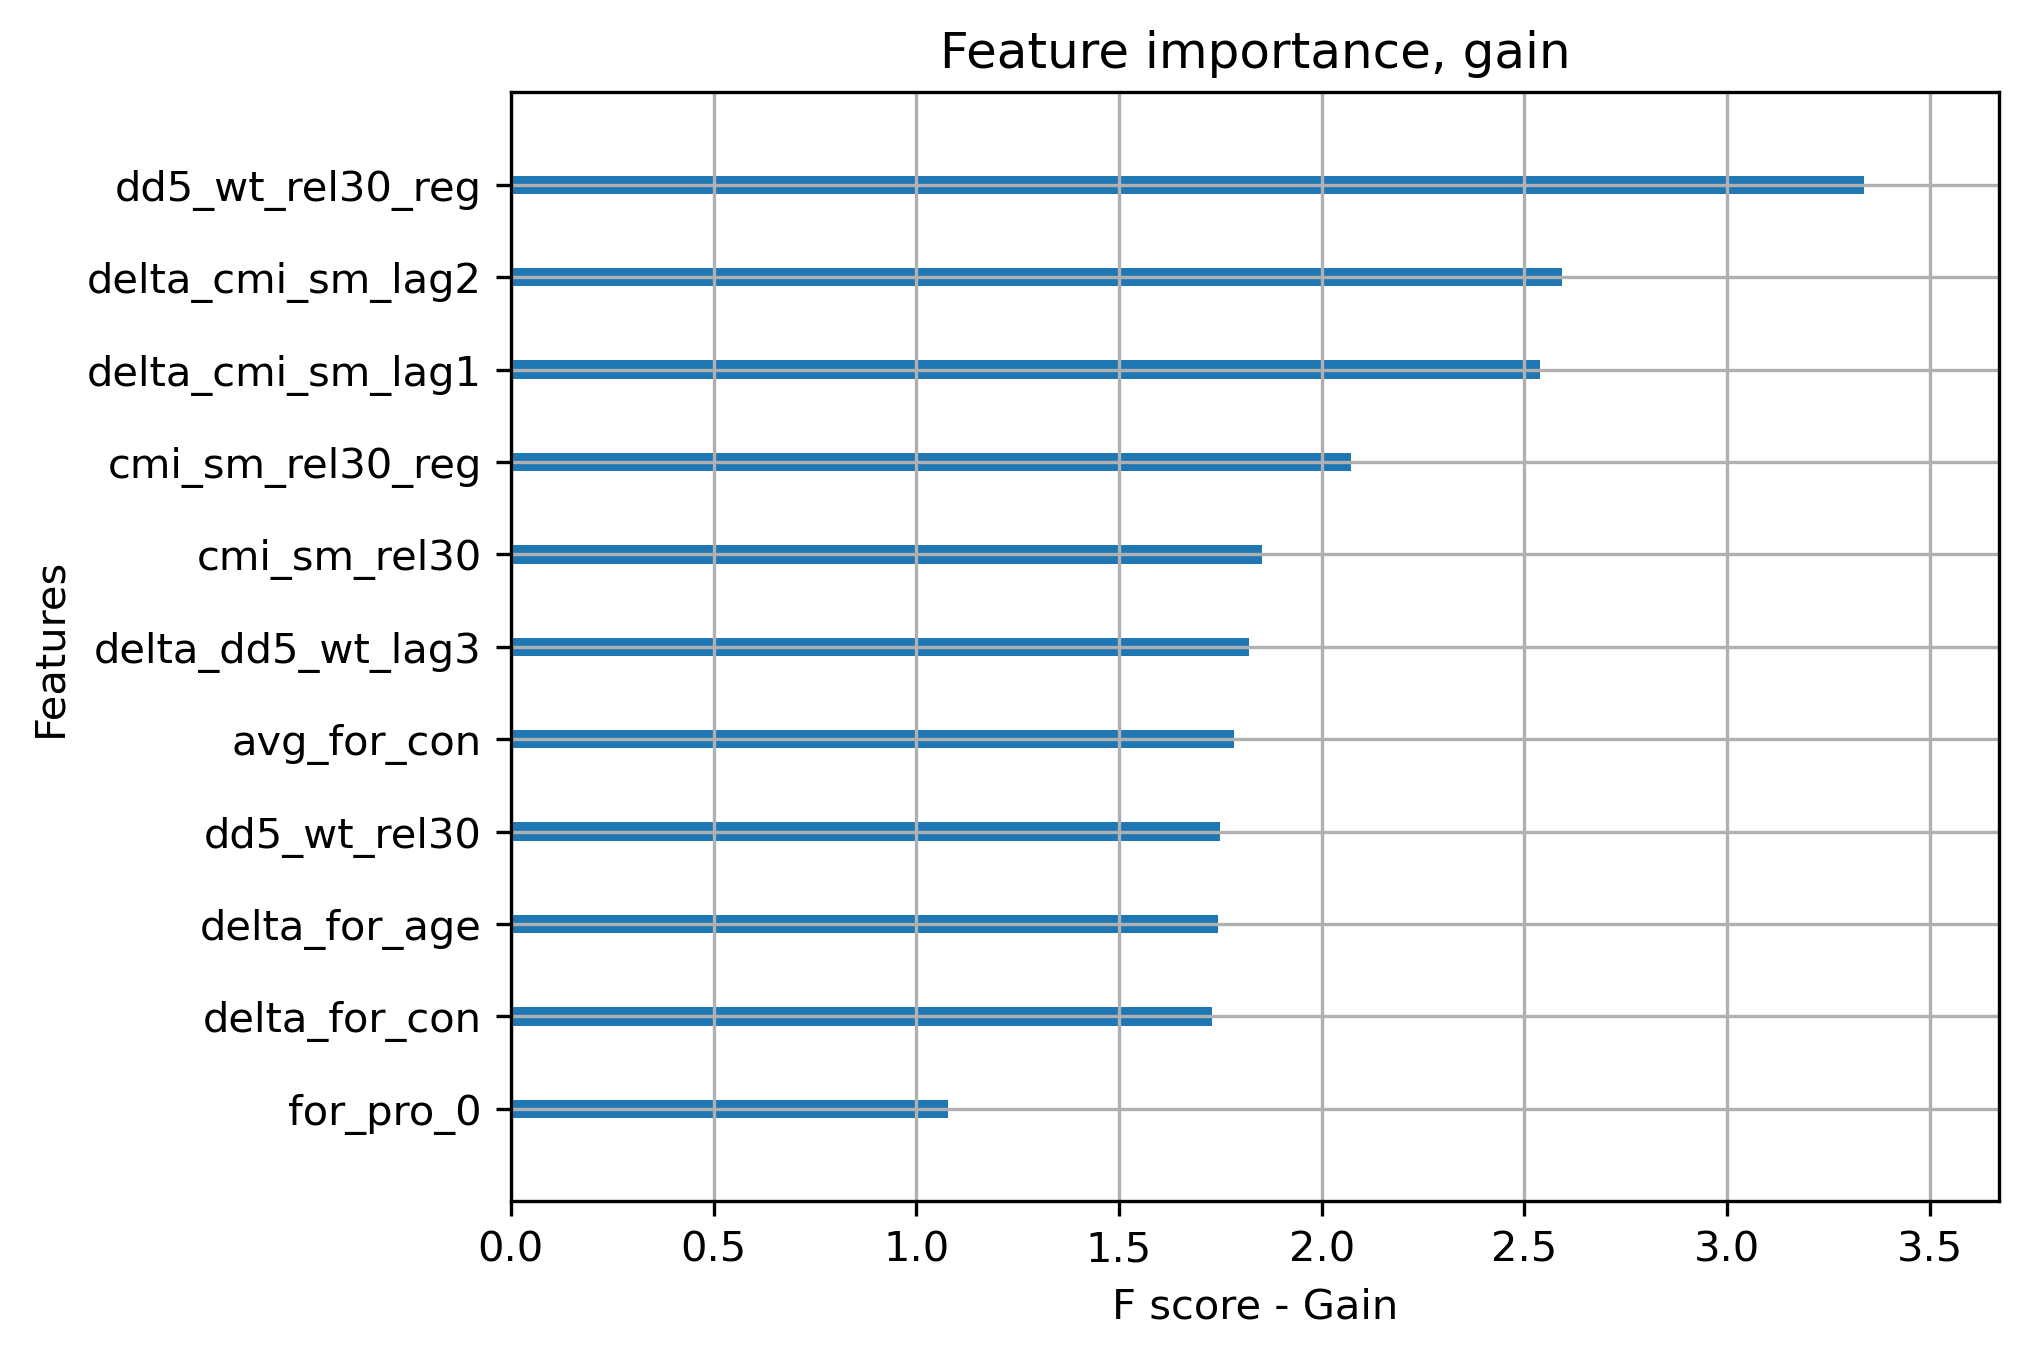 Feature importance, gain
Features
dd5_wt_rel30_reg
delta_cmi_sm_lag2
delta_cmi_sm_lag1
cmi_sm_rel30_reg
cmi_sm_rel30
delta_dd5_wt_lag3
avg_for_con
dd5_wt_rel30
delta_for_age
delta_for_con
for_pro_0
0.0 0.5 1.0 1.5 2.0 2.5 3.0 3.5
F score - Gain